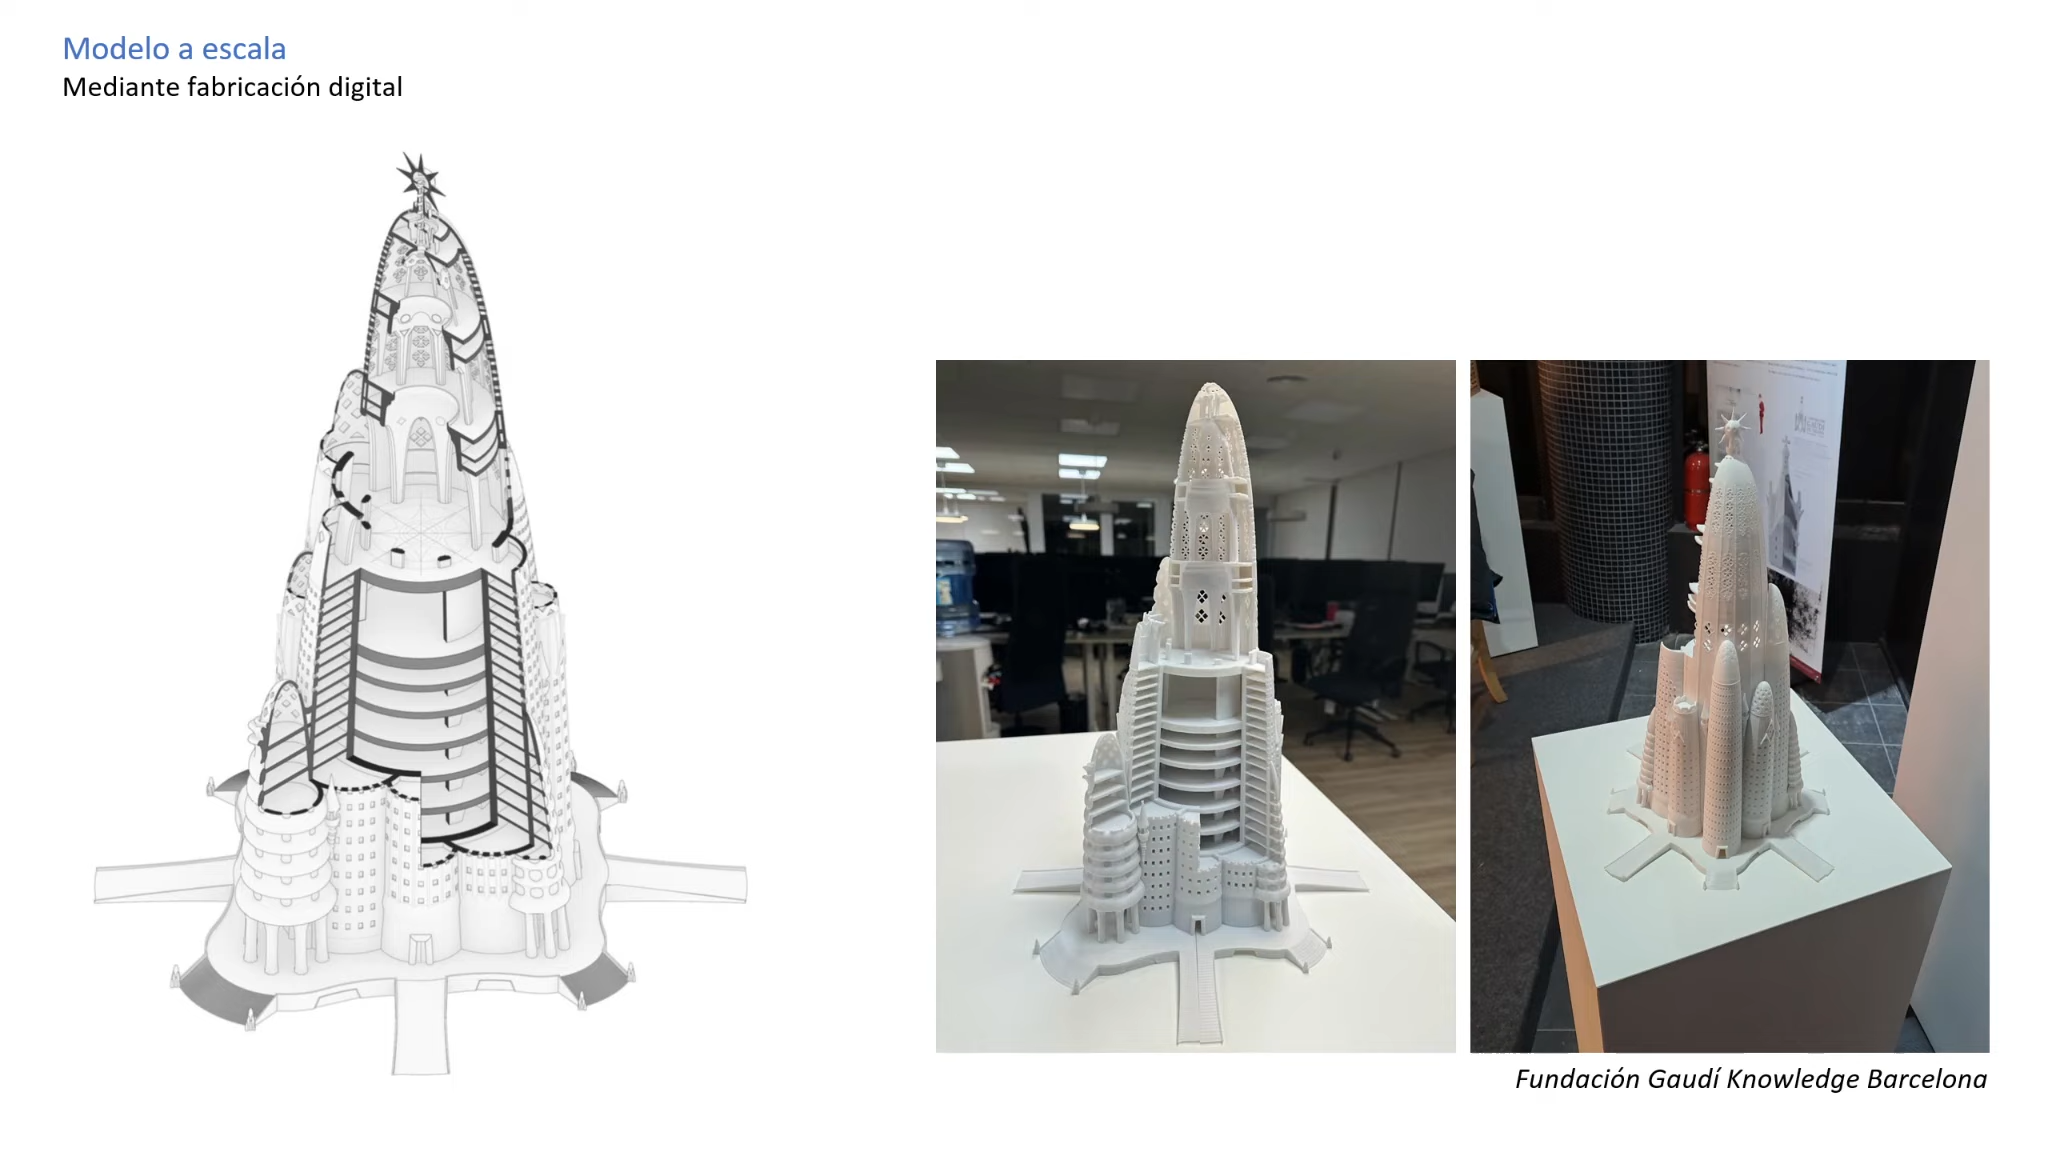 Modelo a escala
Mediante fabricación digital
Fundación Gaudí Knowledge Barcelona